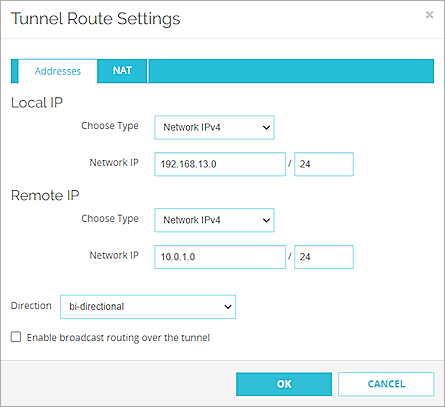 Tunnel Route Settings ×
Addresses NAT
Local IP
Choose Type Network IPv4
Network IP 192.168.13.0 / 24
Remote IP
Choose Type Network IPv4
Network IP 10.0.1.0 / 24
Direction bi-directional
Enable broadcast routing over the tunnel
OK CANCEL